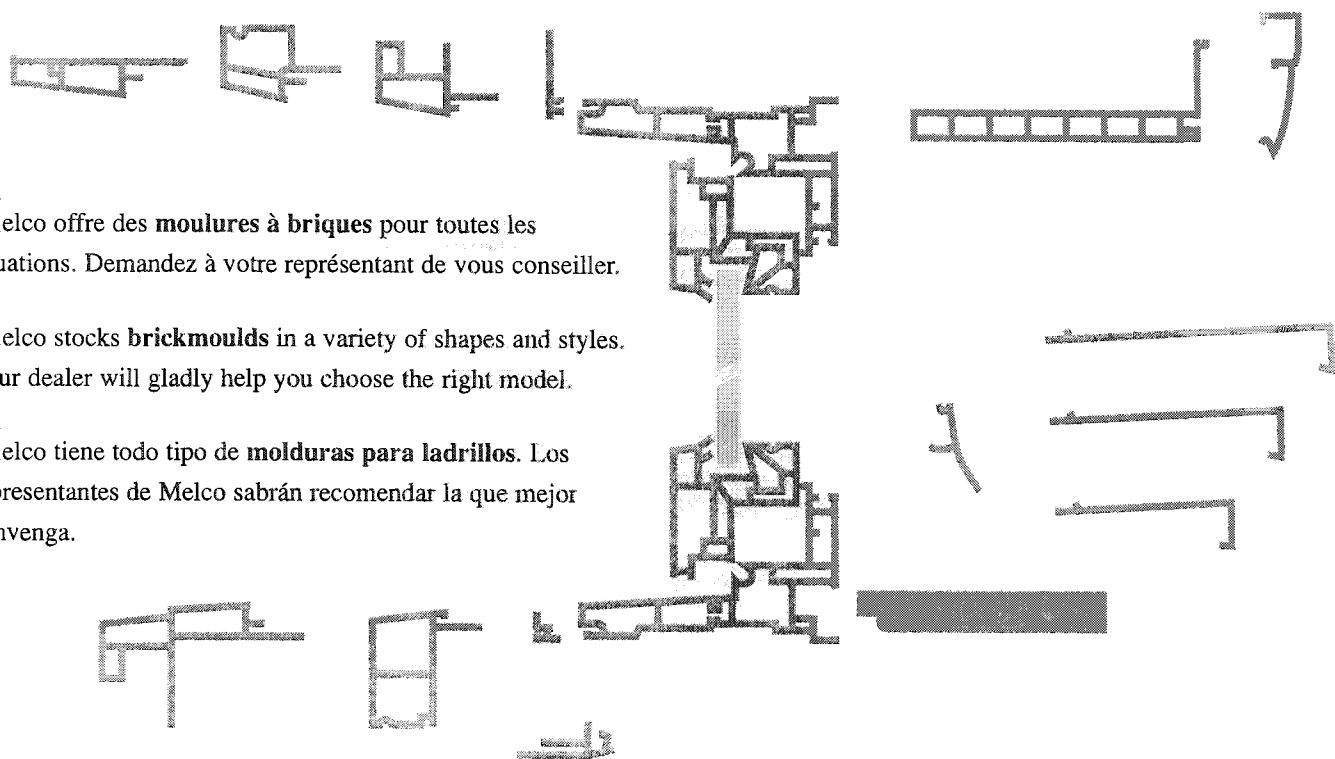 elco offre des moulures à briques pour toutes les
uations. Demandez à votre représentant de vous conseiller.
elco stocks brickmoulds in a variety of shapes and styles.
ur dealer will gladly help you choose the right model.
elco tiene todo tipo de molduras para ladrillos. Los
presentantes de Melco sabrán recomendar la que mejor
nvenga.